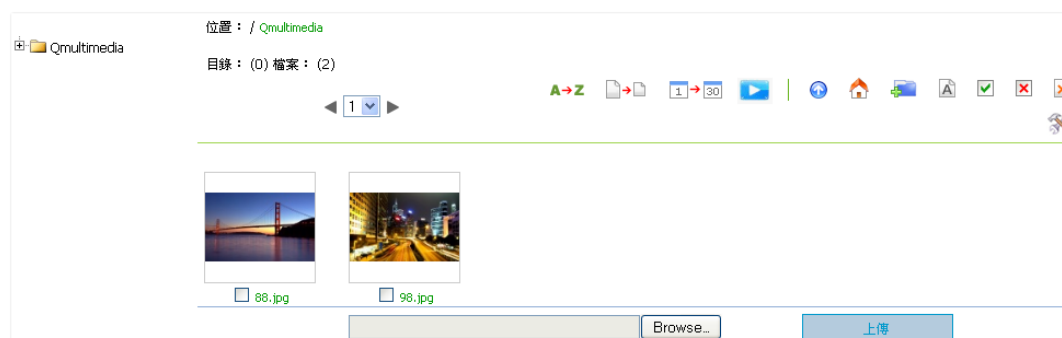 位置： / Qmultimedia
Qmultimedia
目錄： (0) 檔案： (2)
A→Z
1→30
1
A
88.jpg
98.jpg
Browse...
上傳